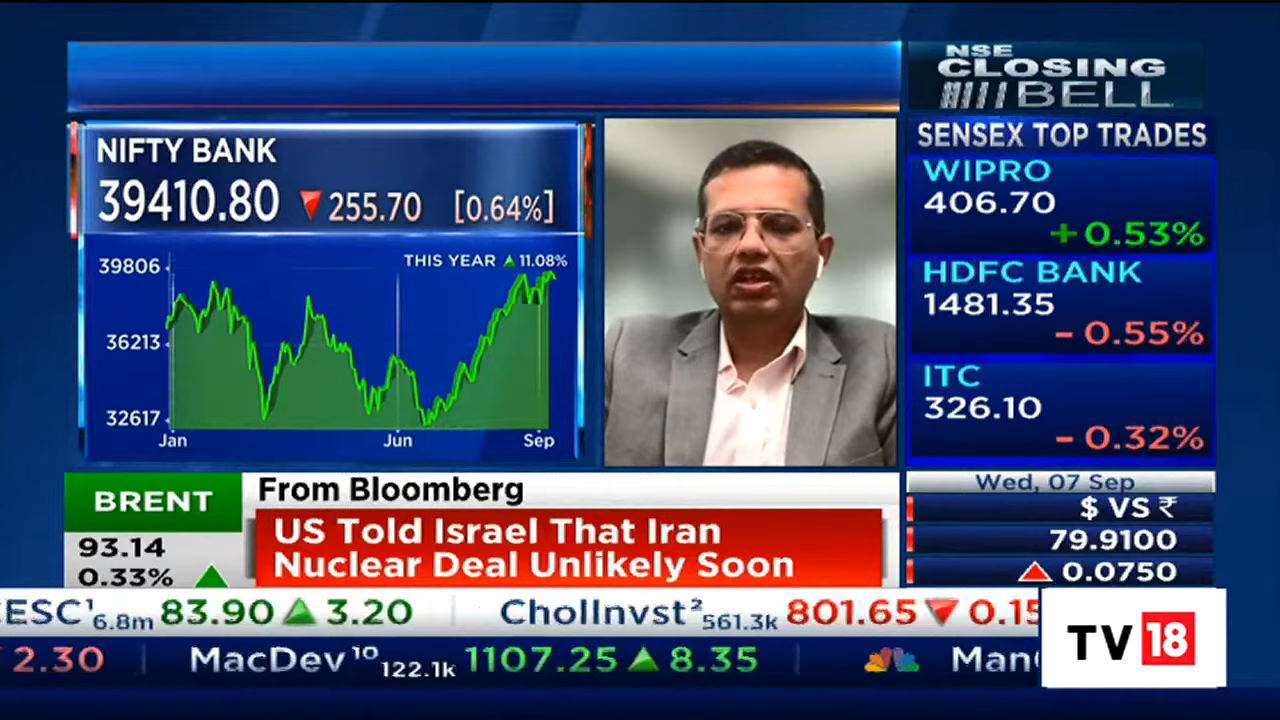 NSE
CLOSING
BELL
NIFTY BANK
39410.80 ▼ 255.70 [0.64%]
THIS YEAR ▲ 11.08%
39806
36213
32617
Jan Jun Sep
SENSEX TOP TRADES
WIPRO
406.70
+ 0.53%
HDFC BANK
1481.35
- 0.55%
ITC
326.10
- 0.32%
BRENT
93.14
0.33% ▲
From Bloomberg
US Told Israel That Iran
Nuclear Deal Unlikely Soon
Wed, 07 Sep
$ VS ₹
79.9100
▲ 0.0750
CESC¹ 6.8m 83.90 ▲ 3.20 CholInvst² 561.3k 801.65 ▼ 0.15
2.30 MacDev¹⁰ 122.1k 1107.25 ▲ 8.35
TV18